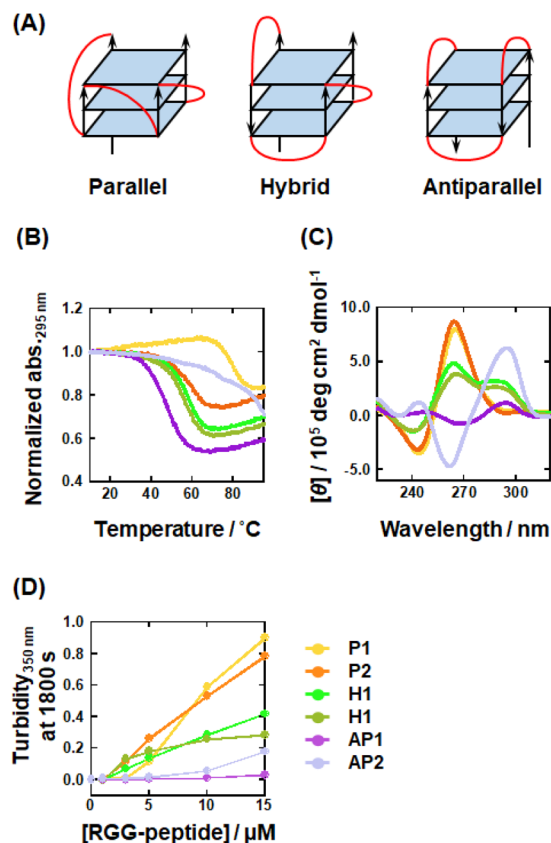 (A)
Parallel Hybrid Antiparallel
(B)
1.2
1.0
0.8
0.6
0.4
20 40 60 80
Normalized abs.295 nm
Temperature / ˚C
(C)
10.0
5.0
0.0
-5.0
220 270 300
[θ] / 10⁵ deg cm² dmol⁻¹
Wavelength / nm
(D)
1.0
0.8
0.6
0.4
0.2
0.0
0 5 10 15
Turbidity350 nm
at 1800 s
[RGG-peptide] / µM
P1
P2
H1
H1
AP1
AP2